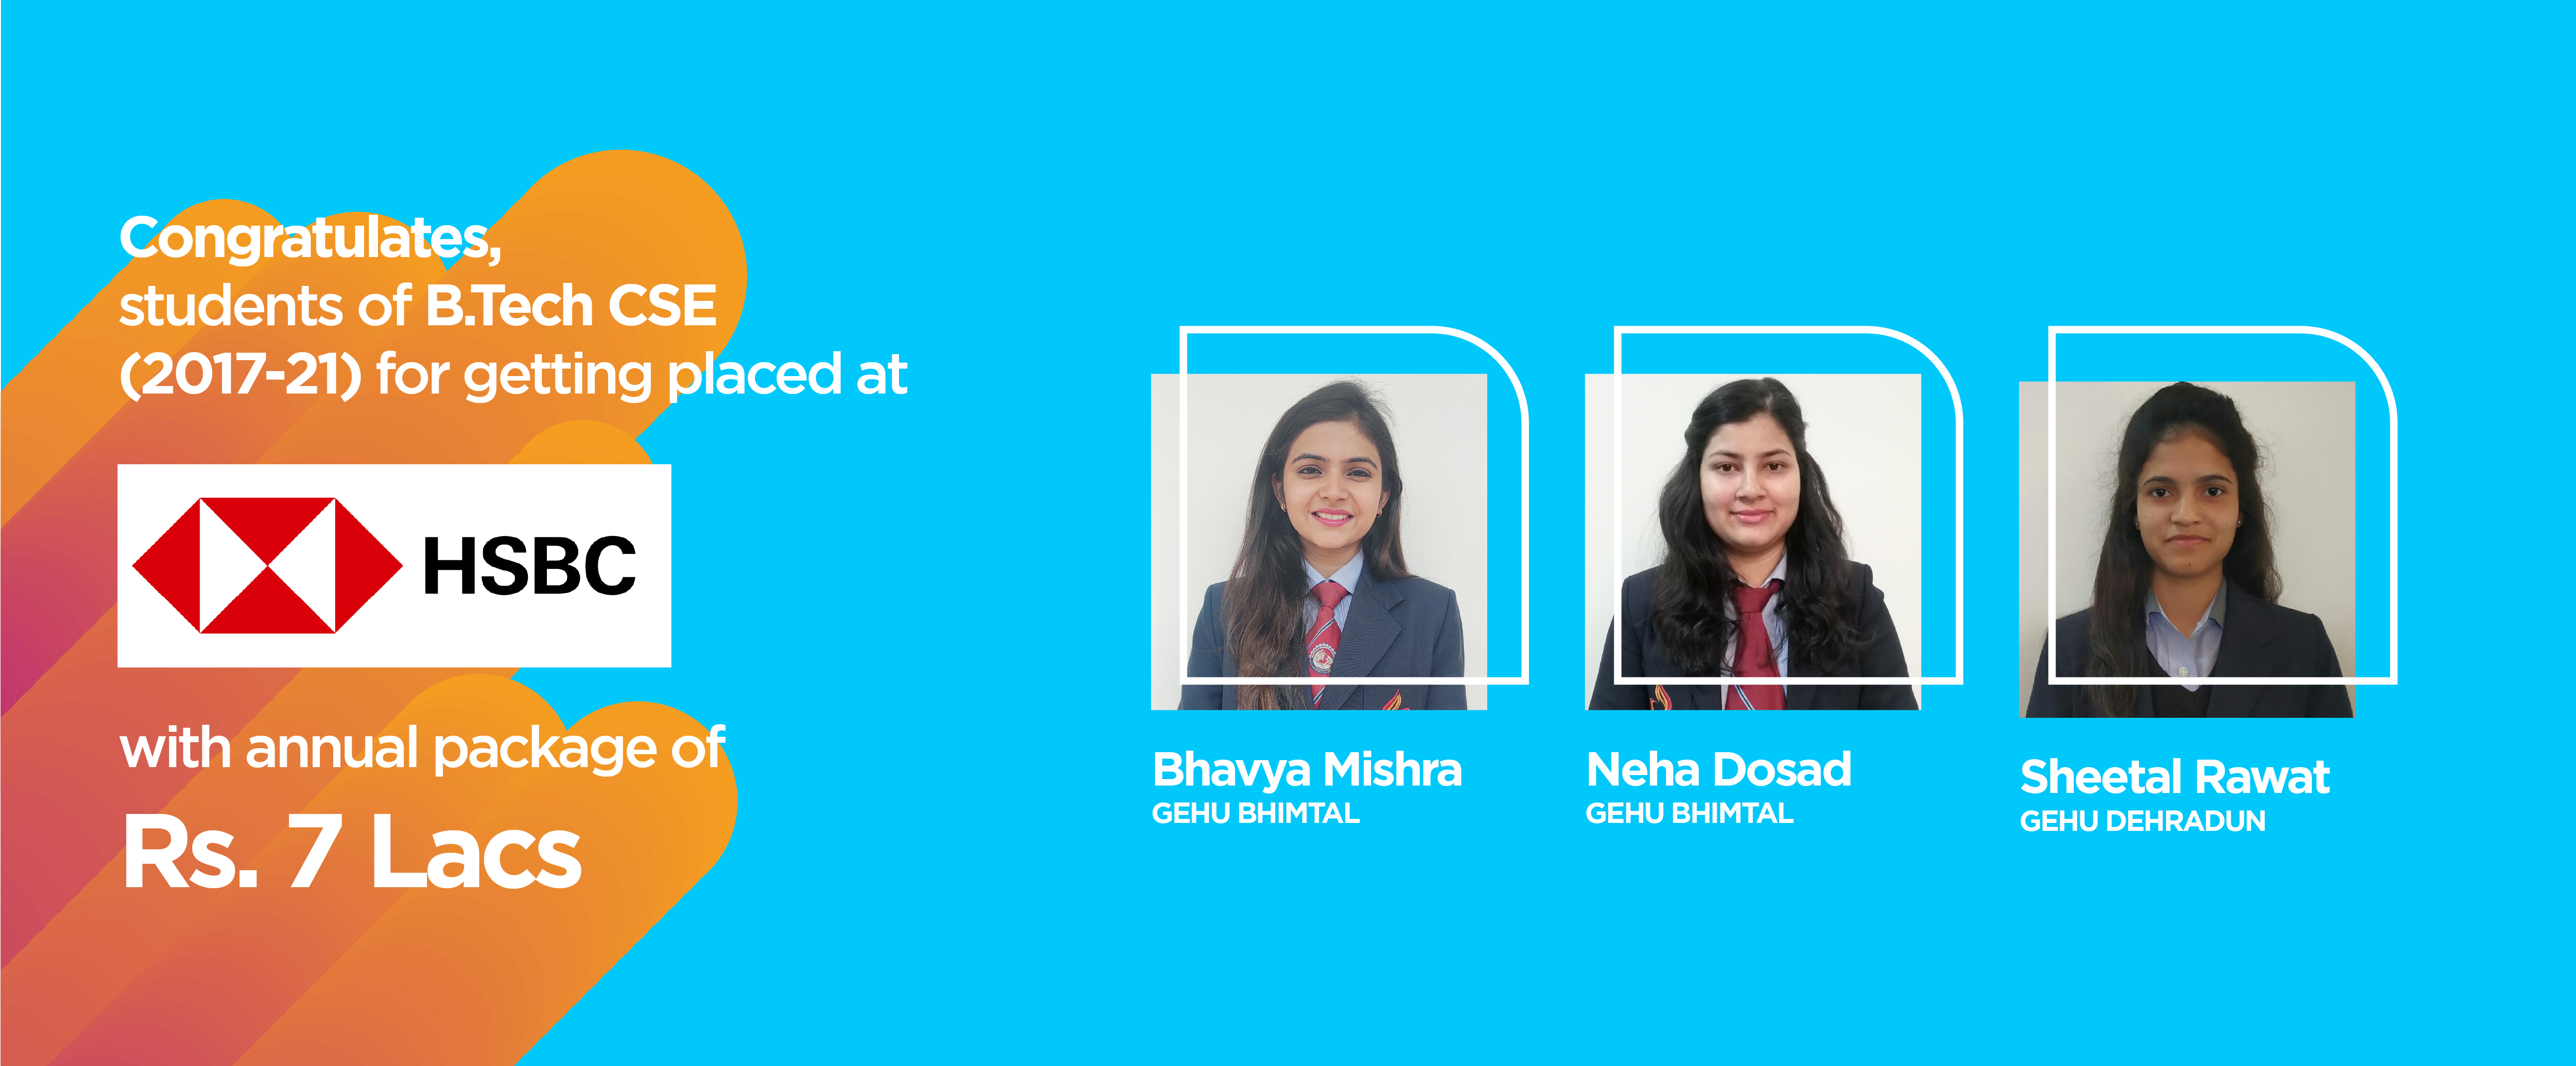 Congratulates,
students of B.Tech CSE
(2017-21) for getting placed at
HSBC
with annual package of
Rs. 7 Lacs
Bhavya Mishra
GEHU BHIMTAL
Neha Dosad
GEHU BHIMTAL
Sheetal Rawat
GEHU DEHRADUN